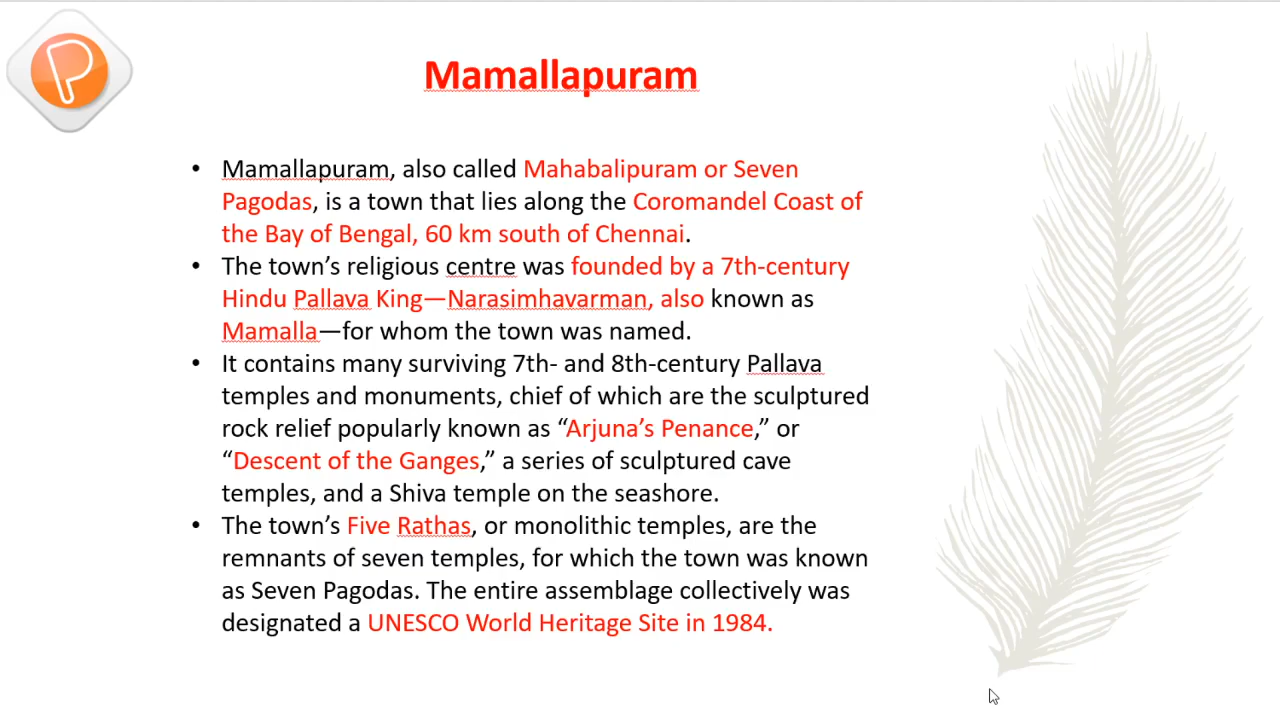 Mamallapuram
• Mamallapuram, also called Mahabalipuram or Seven
Pagodas, is a town that lies along the Coromandel Coast of
the Bay of Bengal, 60 km south of Chennai.
• The town’s religious centre was founded by a 7th-century
Hindu Pallava King—Narasimhavarman, also known as
Mamalla—for whom the town was named.
• It contains many surviving 7th- and 8th-century Pallava
temples and monuments, chief of which are the sculptured
rock relief popularly known as “Arjuna’s Penance,” or
“Descent of the Ganges,” a series of sculptured cave
temples, and a Shiva temple on the seashore.
• The town’s Five Rathas, or monolithic temples, are the
remnants of seven temples, for which the town was known
as Seven Pagodas. The entire assemblage collectively was
designated a UNESCO World Heritage Site in 1984.